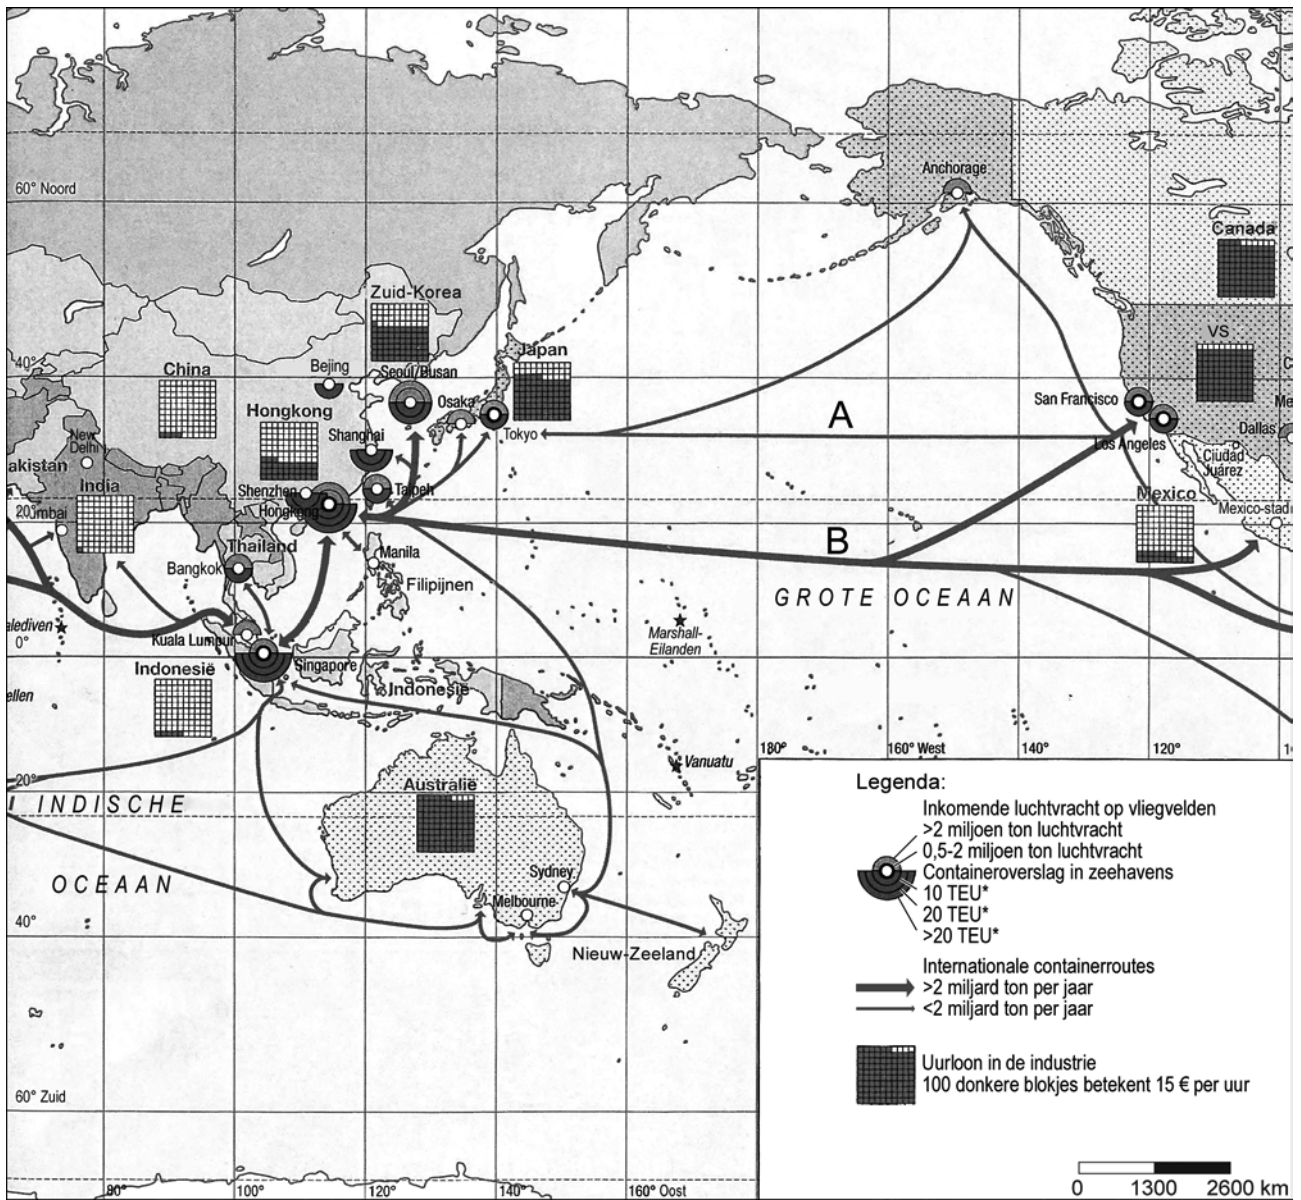 60° Noord
Anchorage
Canada
Zuid-Korea
VS
40°
China
Bejing
Japan
Seoul/Busan
Hongkong
Osaka
San Francisco
A
Shanghai
Tokyo
Los Angeles
Dallas
New
Delhi
Ciudad
Juárez
akistan
India
Shenzhen
Taipeh
Mexico
Hongkong
20°
mbai
Mexico-stad
B
Thailand
Manila
Bangkok
Filipijnen
GROTE OCEAAN
alediven
Marshall-
Eilanden
Kuala Lumpur
0°
Singapore
Indonesië
Indonesië
ellen
180°
160° West
140°
120°
Vanuatu
20°
Australië
INDISCHE
OCEAAN
Sydney
Melbourne
40°
Nieuw-Zeeland
60° Zuid
80°
100°
120°
140°
160° Oost
Legenda:
Inkomende luchtvracht op vliegvelden
>2 miljoen ton luchtvracht
0,5-2 miljoen ton luchtvracht
Containeroverslag in zeehavens
10 TEU*
20 TEU*
>20 TEU*
Internationale containerroutes
>2 miljard ton per jaar
<2 miljard ton per jaar
Uurloon in de industrie
100 donkere blokjes betekent 15 € per uur
0 1300 2600 km